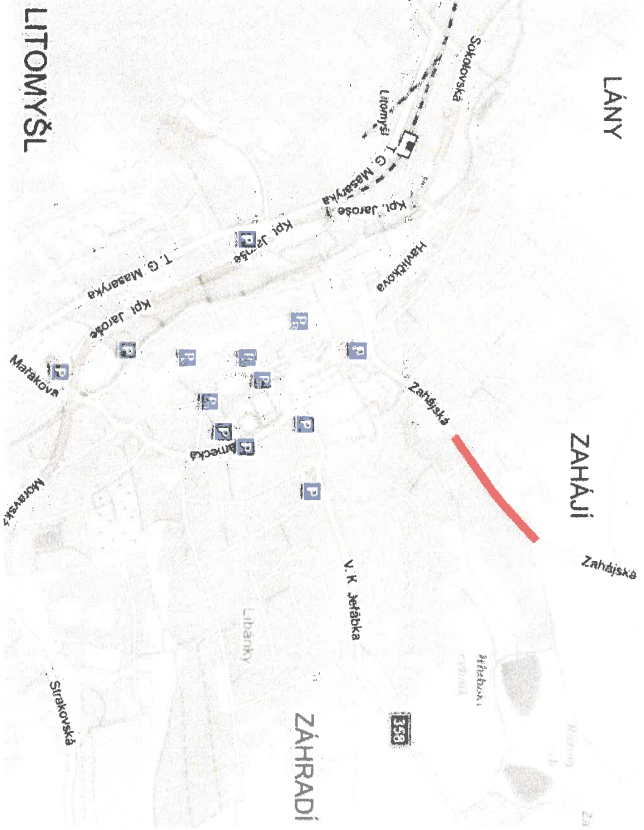 LITOMYŠL
LÁNY
Sokolovská
Litomyšl
T. G. Masaryka
Kpt. Jaroše
Havlíčkova
Kpt. Jaroše
T. G. Masaryka
Kpt. Jaroše
P
P
P
P
P
P
P
P
P
P
P
P
P
Mařákova
Moravská
Zahájská
ZAHÁJÍ
Zahájská
V. K. Jeřábka
Libánky
Strakovská
358
ZÁHRADÍ